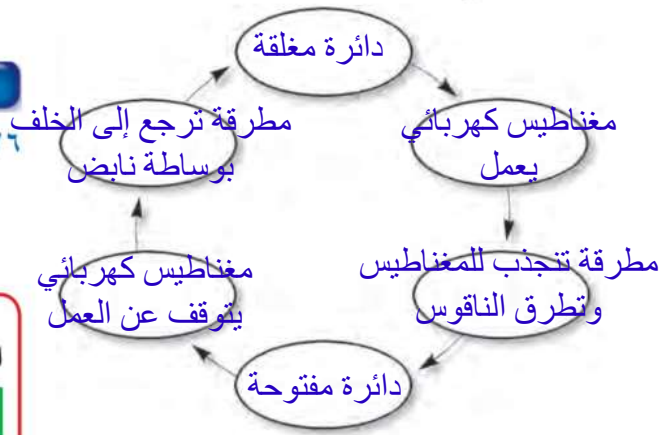 دائرة مغلقة
مغناطيس كهربائي
يعمل
مطرقة تنجذب للمغناطيس
وتطرق الناقوس
دائرة مفتوحة
مغناطيس كهربائي
يتوقف عن العمل
مطرقة ترجع إلى الخلف
بوساطة نابض